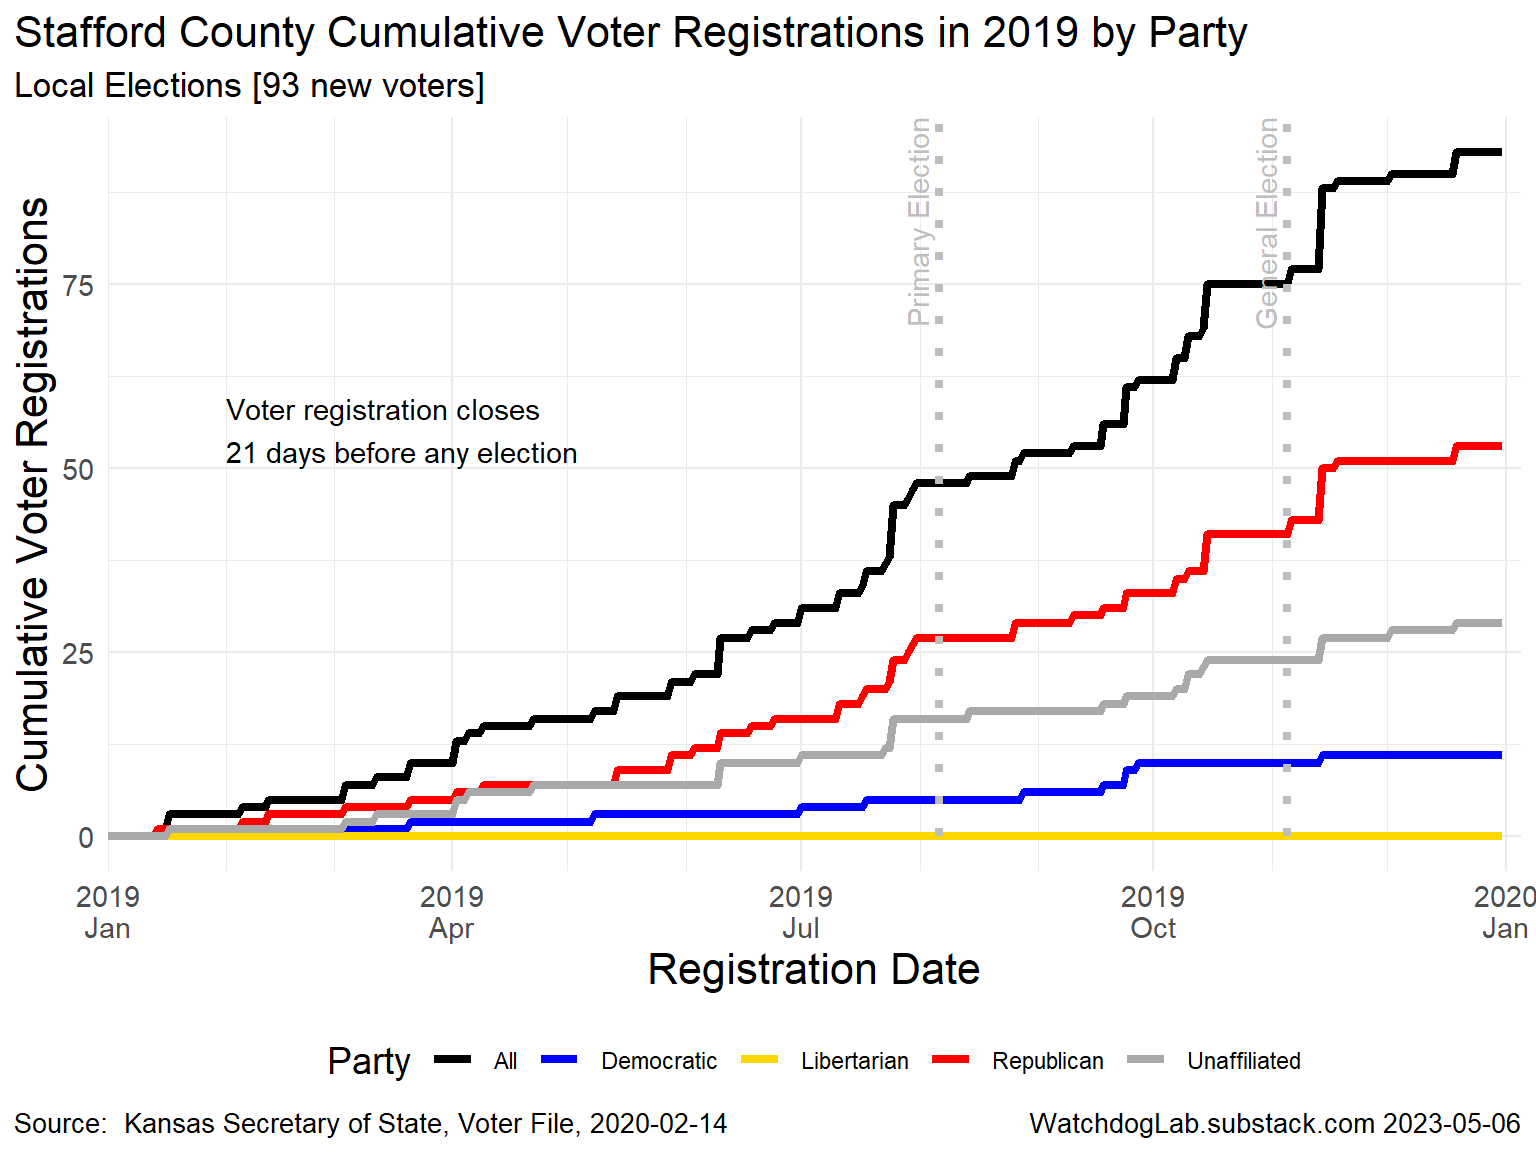 Stafford County Cumulative Voter Registrations in 2019 by Party
Local Elections [93 new voters]
Cumulative Voter Registrations
75
50
25
0
Primary Election
General Election
Voter registration closes
21 days before any election
2019
Jan
2019
Apr
2019
Jul
2019
Oct
2020
Jan
Registration Date
Party
All
Democratic
Libertarian
Republican
Unaffiliated
Source:  Kansas Secretary of State, Voter File, 2020-02-14
WatchdogLab.substack.com 2023-05-06